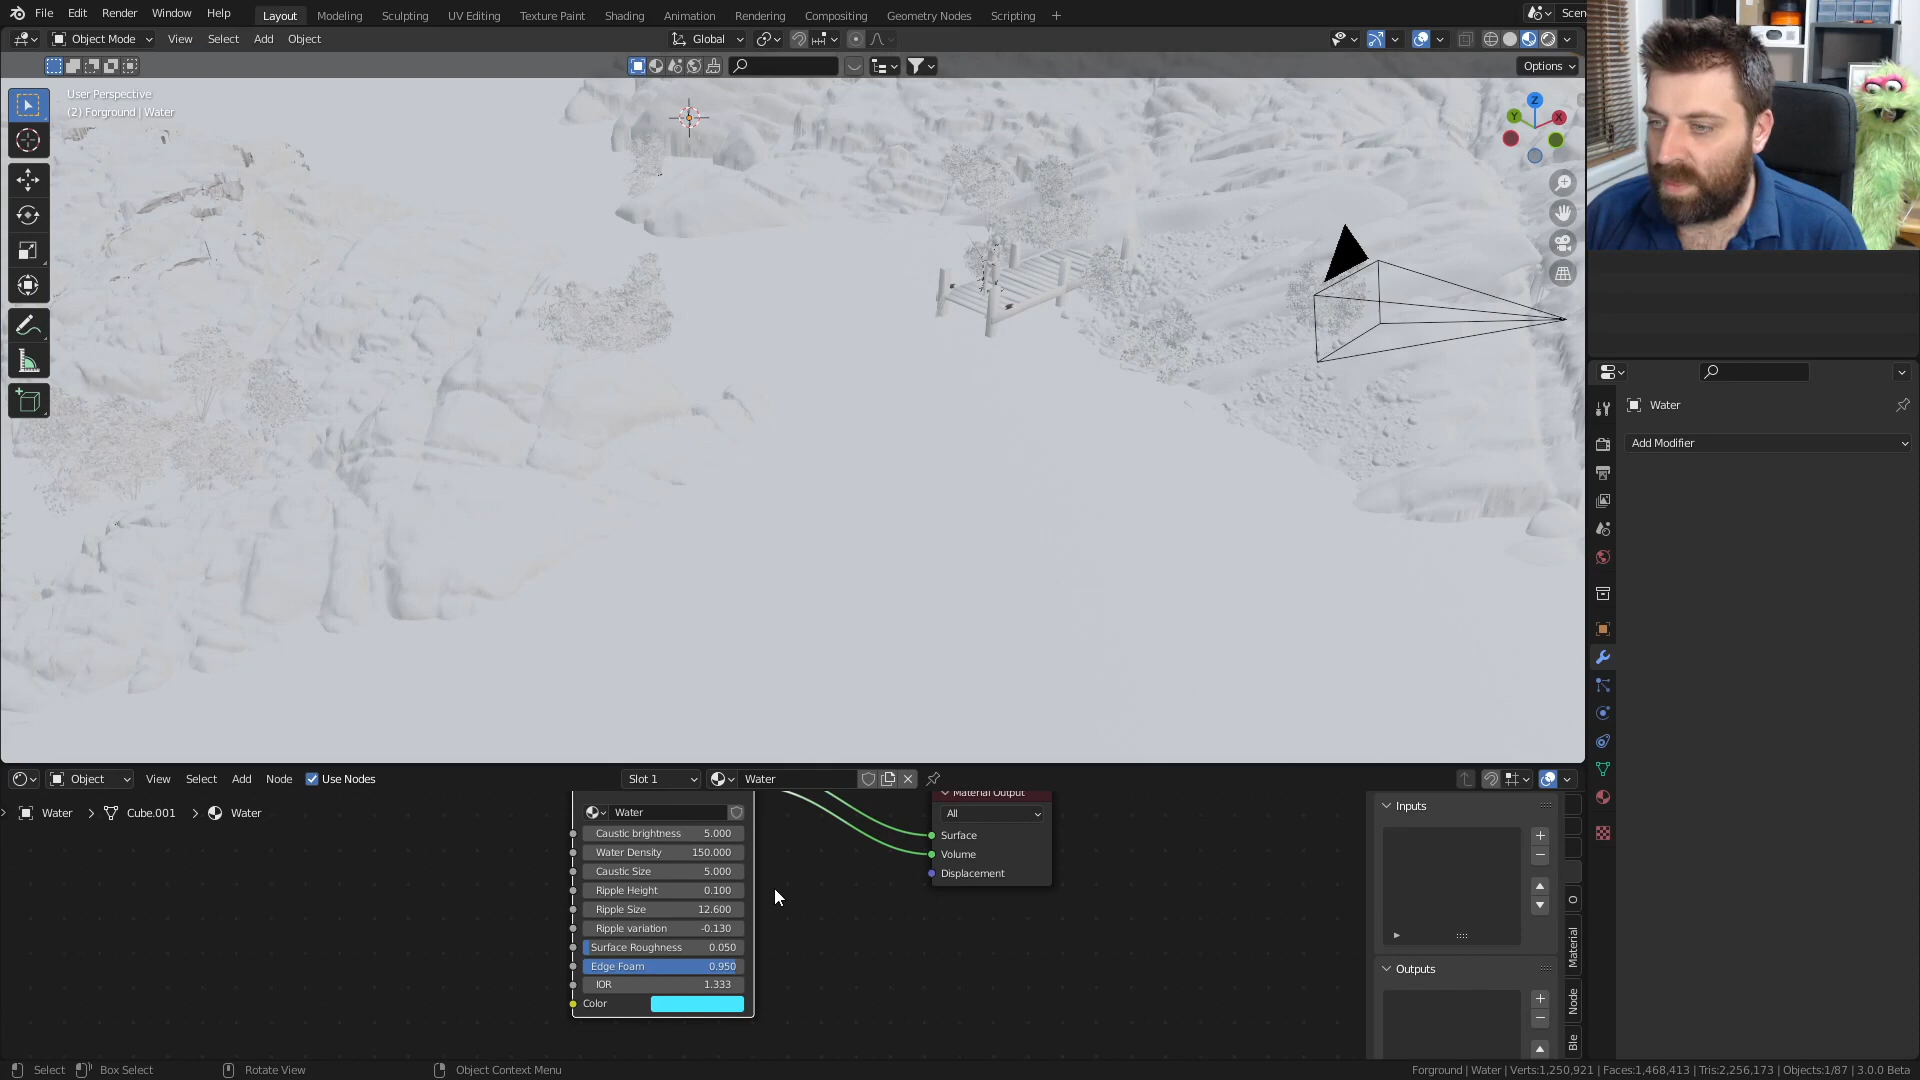 File Edit Render Window Help
Layout Modeling Sculpting UV Editing Texture Paint Shading Animation Rendering Compositing Geometry Nodes Scripting +
Scen
Object Mode View Select Add Object
Global
Options
User Perspective
(2) Forground | Water
Z
Y
X
Water
Add Modifier
Object View Select Add Node Use Nodes
Slot 1
Water
Water > Cube.001 > Water
Water
Caustic brightness 5.000
Water Density 150.000
Caustic Size 5.000
Ripple Height 0.100
Ripple Size 12.600
Ripple variation -0.130
Surface Roughness 0.050
Edge Foam 0.950
IOR 1.333
Color
Material Output
All
Surface
Volume
Displacement
Inputs
Outputs
O
Material
Node
Ble
Select
Box Select
Rotate View
Object Context Menu
Forground | Water | Verts:1,250,921 | Faces:1,468,413 | Tris:2,256,173 | Objects:1/87 | 3.0.0 Beta